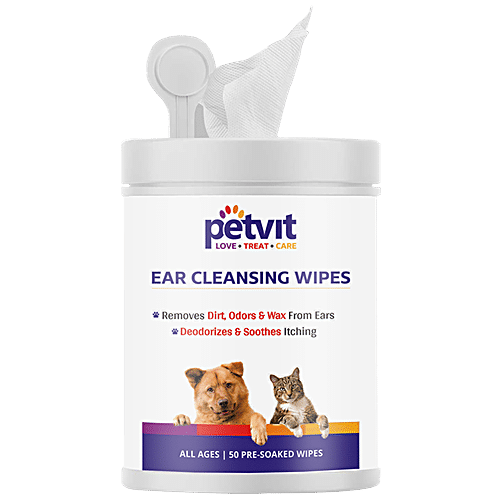 petvit
LOVE • TREAT • CARE
EAR CLEANSING WIPES
Removes Dirt, Odors & Wax From Ears
Deodorizes & Soothes Itching
ALL AGES | 50 PRE-SOAKED WIPES